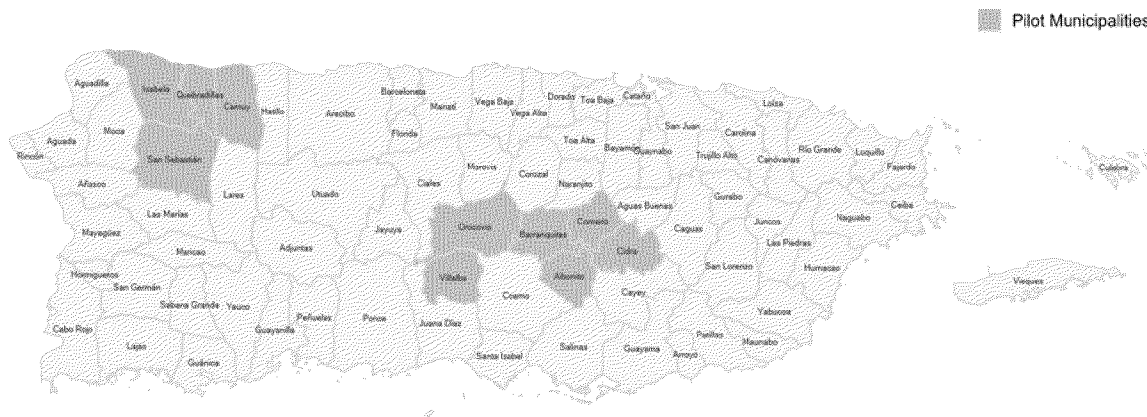 Pilot Municipalities
Aguadilla
Isabela
Quebradillas
Camuy
Hatillo
Arecibo
Barceloneta
Manatí
Vega Baja
Vega Alta
Dorado
Toa Baja
Cataño
Loíza
Aguada
Moca
Florida
San Juan
Carolina
Rincón
San Sebastián
Toa Alta
Bayamón
Guaynabo
Trujillo Alto
Canóvanas
Río Grande
Luquillo
Fajardo
Culebra
Añasco
Lares
Utuado
Ciales
Morovis
Corozal
Naranjito
Aguas Buenas
Gurabo
Ceiba
Las Marías
Jayuya
Orocovis
Barranquitas
Comerío
Caguas
Juncos
Naguabo
Mayagüez
Maricao
Adjuntas
Cidra
Las Piedras
Hormigueros
San Germán
Villalba
Aibonito
San Lorenzo
Humacao
Vieques
Sabana Grande
Yauco
Guayanilla
Peñuelas
Ponce
Juana Díaz
Coamo
Cayey
Yabucoa
Cabo Rojo
Lajas
Guánica
Santa Isabel
Salinas
Guayama
Arroyo
Patillas
Maunabo